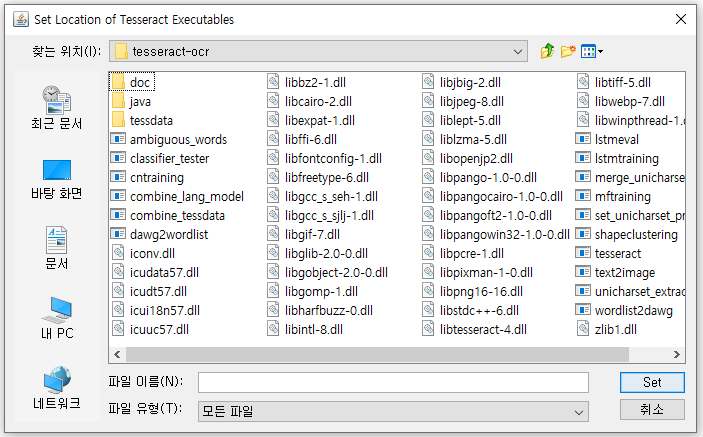 Set Location of Tesseract Executables
찾는 위치(I): tesseract-ocr
최근 문서
바탕 화면
문서
내 PC
네트워크
doc
java
tessdata
ambiguous_words
classifier_tester
cntraining
combine_lang_model
combine_tessdata
dawg2wordlist
iconv.dll
icudata57.dll
icudt57.dll
icui18n57.dll
icuuc57.dll
libbz2-1.dll
libcairo-2.dll
libexpat-1.dll
libffi-6.dll
libfontconfig-1.dll
libfreetype-6.dll
libgcc_s_seh-1.dll
libgcc_s_sjlj-1.dll
libgif-7.dll
libglib-2.0-0.dll
libgobject-2.0-0.dll
libgomp-1.dll
libharfbuzz-0.dll
libintl-8.dll
libjbig-2.dll
libjpeg-8.dll
liblept-5.dll
liblzma-5.dll
libopenjp2.dll
libpango-1.0-0.dll
libpangocairo-1.0-0.dll
libpangoft2-1.0-0.dll
libpangowin32-1.0-0.dll
libpcre-1.dll
libpixman-1-0.dll
libpng16-16.dll
libstdc++-6.dll
libtesseract-4.dll
libtiff-5.dll
libwebp-7.dll
libwinpthread-1.
lstmeval
lstmtraining
merge_unicharse
mftraining
set_unicharset_pr
shapeclustering
tesseract
text2image
unicharset_extrac
wordlist2dawg
zlib1.dll
파일 이름(N):
Set
파일 유형(T): 모든 파일
취소